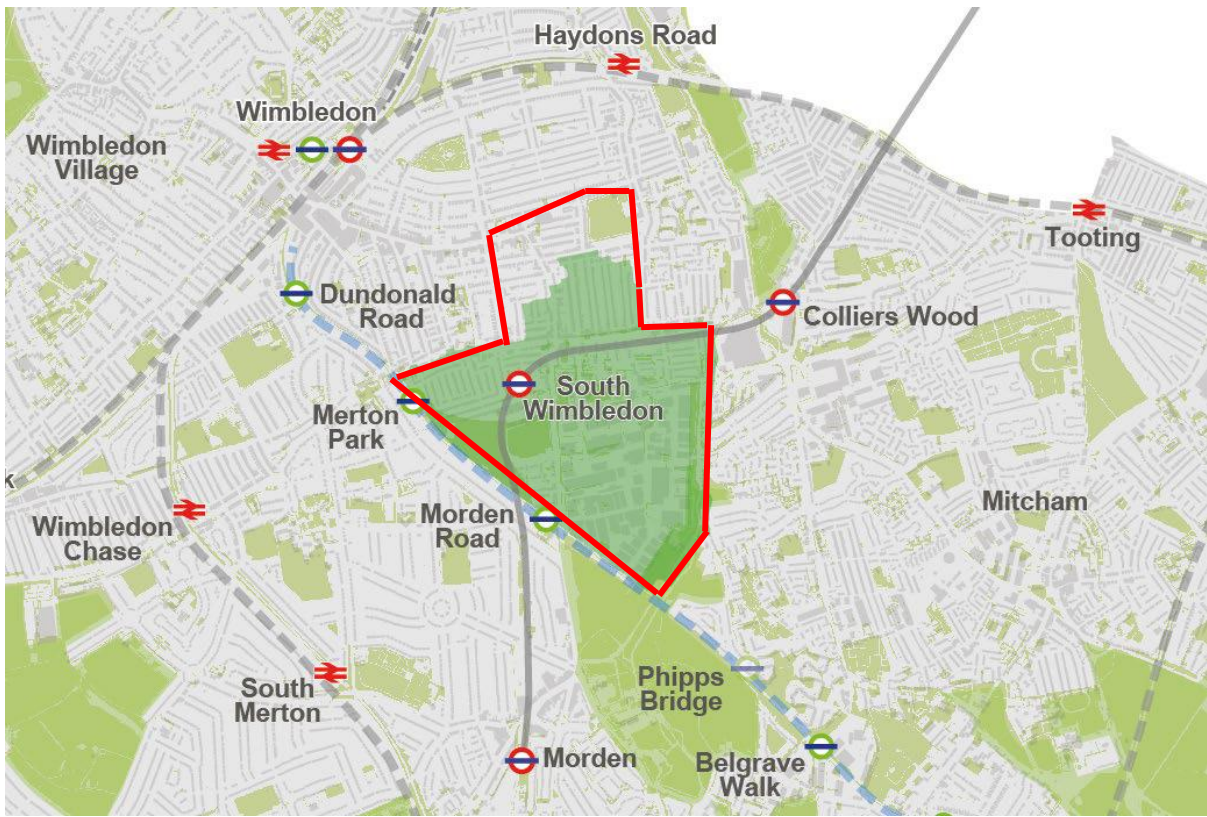 Haydons Road
Wimbledon
Wimbledon
Village
Tooting
Dundonald
Road
Colliers Wood
South
Wimbledon
Merton
Park
k
Morden
Road
Mitcham
Wimbledon
Chase
South
Merton
Phipps
Bridge
Morden
Belgrave
Walk